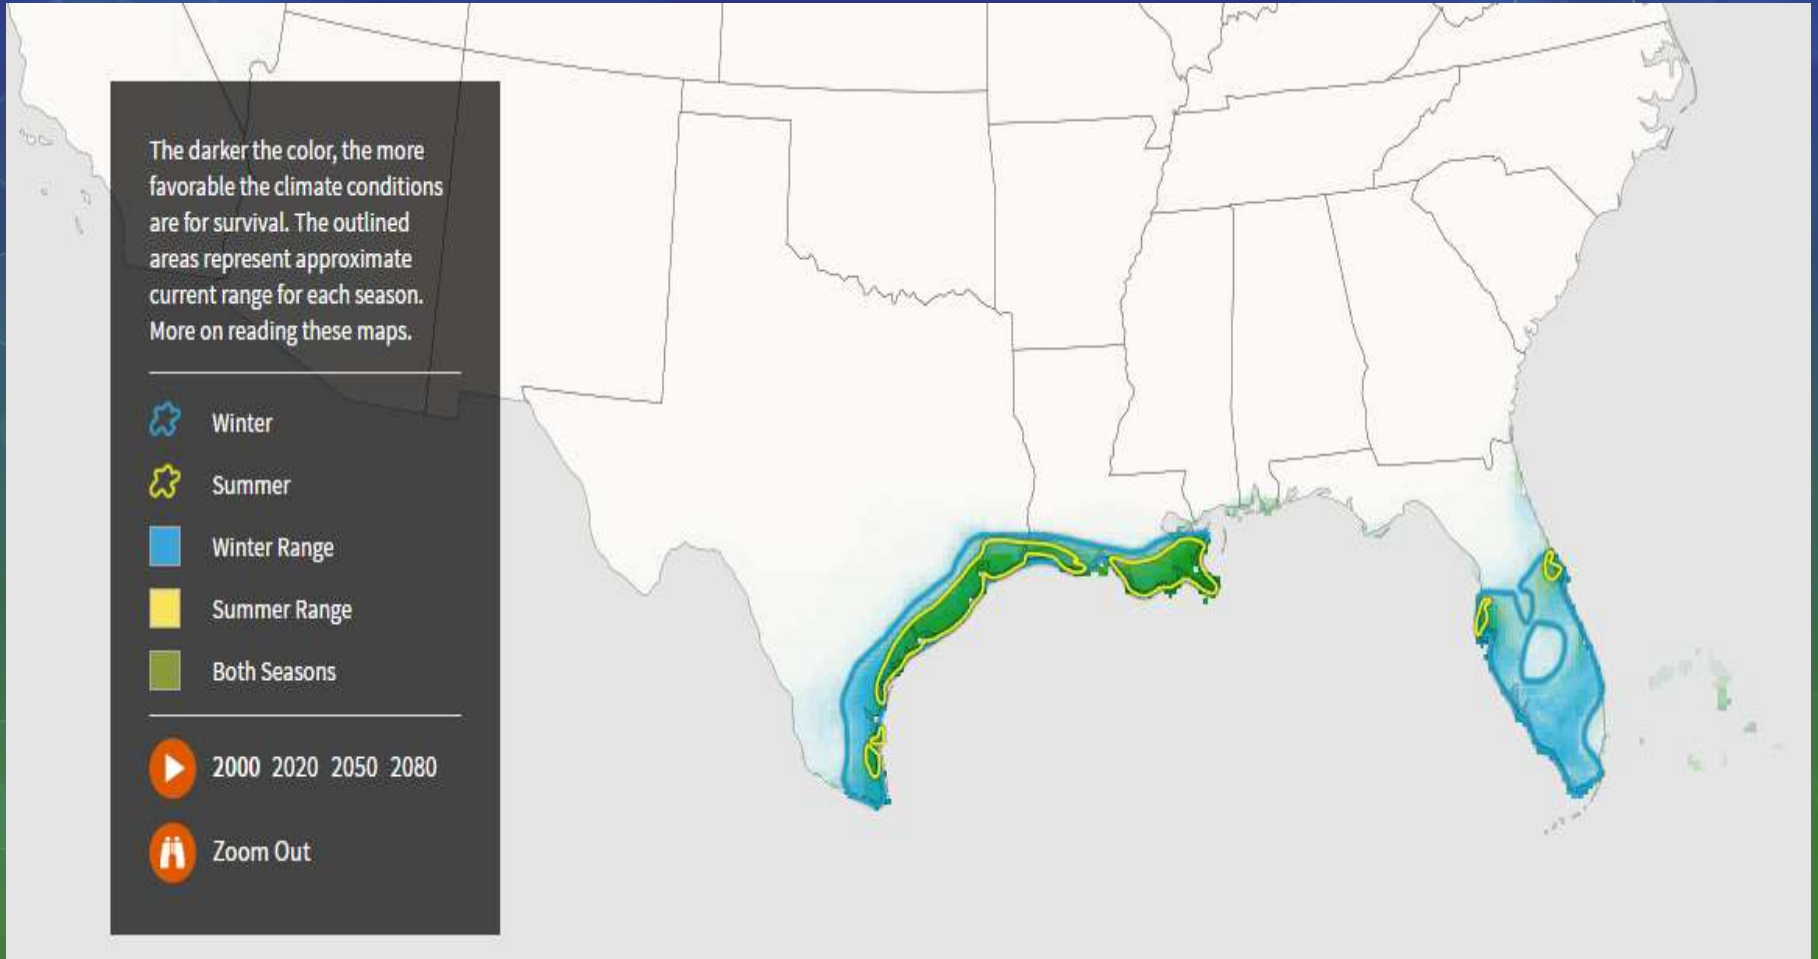 The darker the color, the more
favorable the climate conditions
are for survival. The outlined
areas represent approximate
current range for each season.
More on reading these maps.
Winter
Summer
Winter Range
Summer Range
Both Seasons
2000 2020 2050 2080
Zoom Out